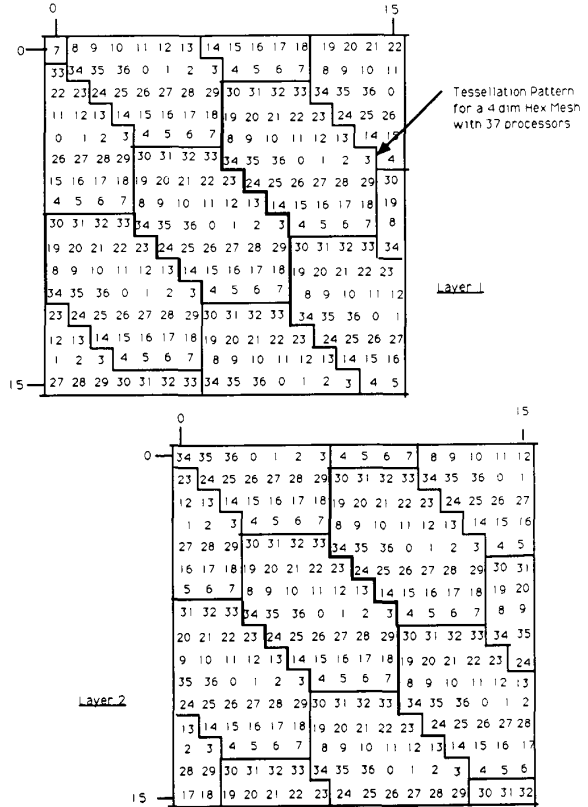 0 15
0 7 8 9 10 11 12 13 14 15 16 17 18 19 20 21 22
33 34 35 36 0 1 2 3 4 5 6 7 8 9 10 11
22 23 24 25 26 27 28 29 30 31 32 33 34 35 36 0
11 12 13 14 15 16 17 18 19 20 21 22 23 24 25 26
0 1 2 3 4 5 6 7 8 9 10 11 12 13 14 15
26 27 28 29 30 31 32 33 34 35 36 0 1 2 3 4
15 16 17 18 19 20 21 22 23 24 25 26 27 28 29 30
4 5 6 7 8 9 10 11 12 13 14 15 16 17 18 19
30 31 32 33 34 35 36 0 1 2 3 4 5 6 7 8
19 20 21 22 23 24 25 26 27 28 29 30 31 32 33 34
8 9 10 11 12 13 14 15 16 17 18 19 20 21 22 23
34 35 36 0 1 2 3 4 5 6 7 8 9 10 11 12
23 24 25 26 27 28 29 30 31 32 33 34 35 36 0 1
12 13 14 15 16 17 18 19 20 21 22 23 24 25 26 27
1 2 3 4 5 6 7 8 9 10 11 12 13 14 15 16
15 27 28 29 30 31 32 33 34 35 36 0 1 2 3 4 5
Tessellation Pattern
for a 4 dim Hex Mesh
with 37 processors
Layer 1
0 15
0 34 35 36 0 1 2 3 4 5 6 7 8 9 10 11 12
23 24 25 26 27 28 29 30 31 32 33 34 35 36 0 1
12 13 14 15 16 17 18 19 20 21 22 23 24 25 26 27
1 2 3 4 5 6 7 8 9 10 11 12 13 14 15 16
27 28 29 30 31 32 33 34 35 36 0 1 2 3 4 5
16 17 18 19 20 21 22 23 24 25 26 27 28 29 30 31
5 6 7 8 9 10 11 12 13 14 15 16 17 18 19 20
31 32 33 34 35 36 0 1 2 3 4 5 6 7 8 9
20 21 22 23 24 25 26 27 28 29 30 31 32 33 34 35
9 10 11 12 13 14 15 16 17 18 19 20 21 22 23 24
35 36 0 1 2 3 4 5 6 7 8 9 10 11 12 13
24 25 26 27 28 29 30 31 32 33 34 35 36 0 1 2
13 14 15 16 17 18 19 20 21 22 23 24 25 26 27 28
2 3 4 5 6 7 8 9 10 11 12 13 14 15 16 17
28 29 30 31 32 33 34 35 36 0 1 2 3 4 5 6
15 17 18 19 20 21 22 23 24 25 26 27 28 29 30 31 32
Layer 2